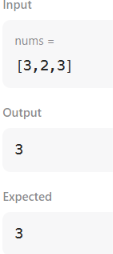 Input
nums =
[3,2,3]
Output
3
Expected
3